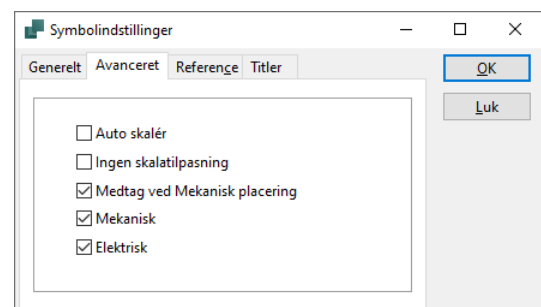 Symbolindstillinger
Generelt Avanceret Reference Titler
OK
Luk
Auto skalér
Ingen skalatilpasning
Medtag ved Mekanisk placering
Mekanisk
Elektrisk